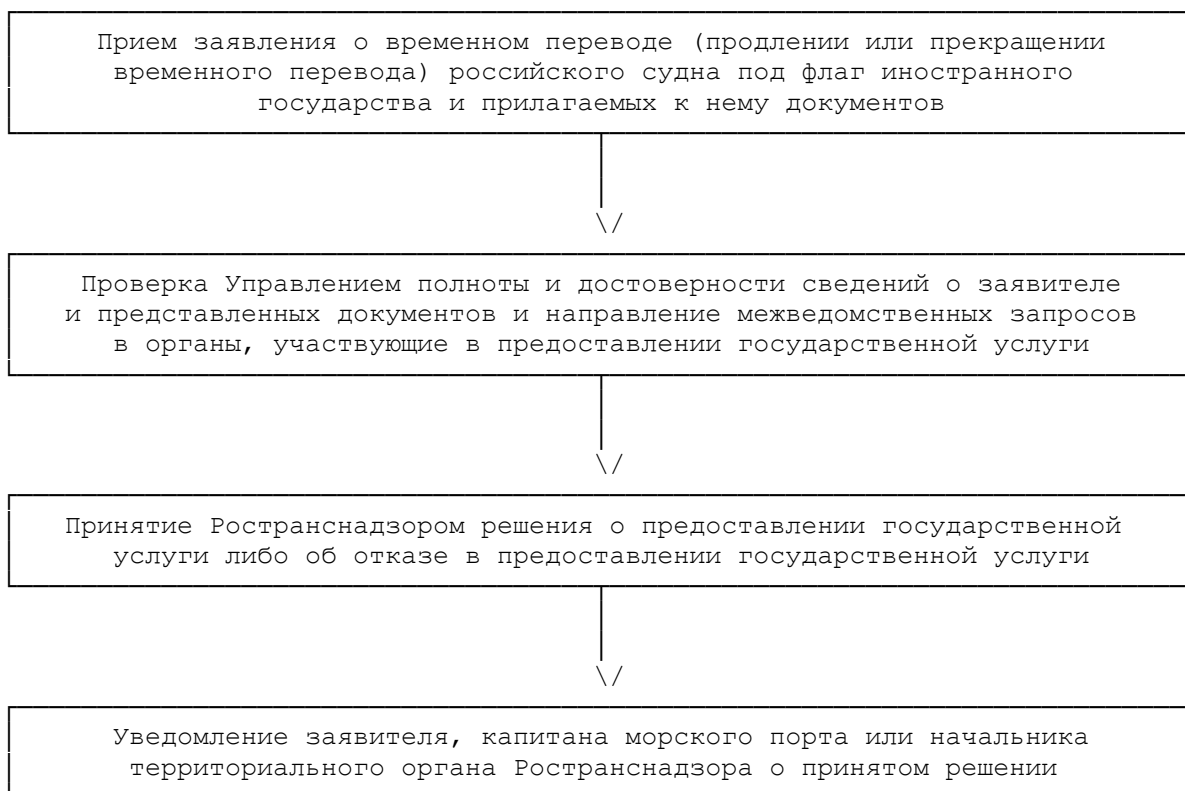 Прием заявления о временном переводе (продлении или прекращении
временного перевода) российского судна под флаг иностранного
государства и прилагаемых к нему документов
\/
Проверка Управлением полноты и достоверности сведений о заявителе
и представленных документов и направление межведомственных запросов
в органы, участвующие в предоставлении государственной услуги
\/
Принятие Ространснадзором решения о предоставлении государственной
услуги либо об отказе в предоставлении государственной услуги
\/
Уведомление заявителя, капитана морского порта или начальника
территориального органа Ространснадзора о принятом решении